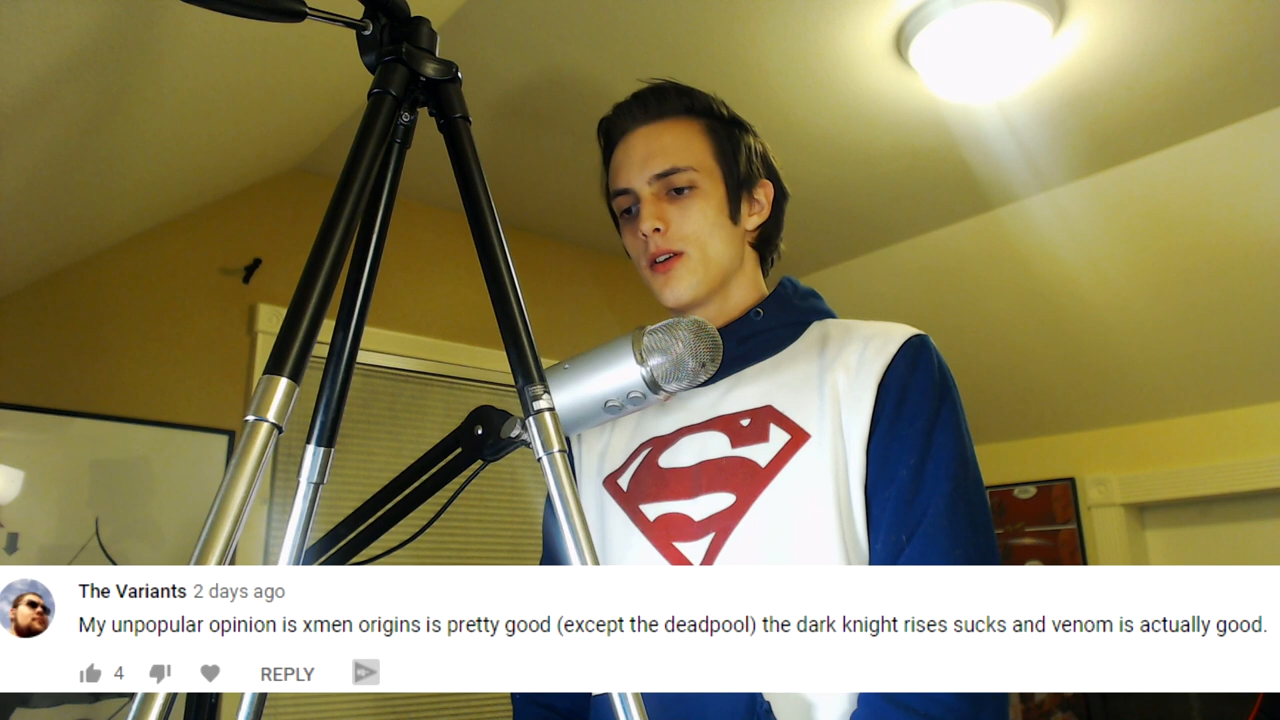 The Variants 2 days ago
My unpopular opinion is xmen origins is pretty good (except the deadpool) the dark knight rises sucks and venom is actually good.
4 REPLY
S